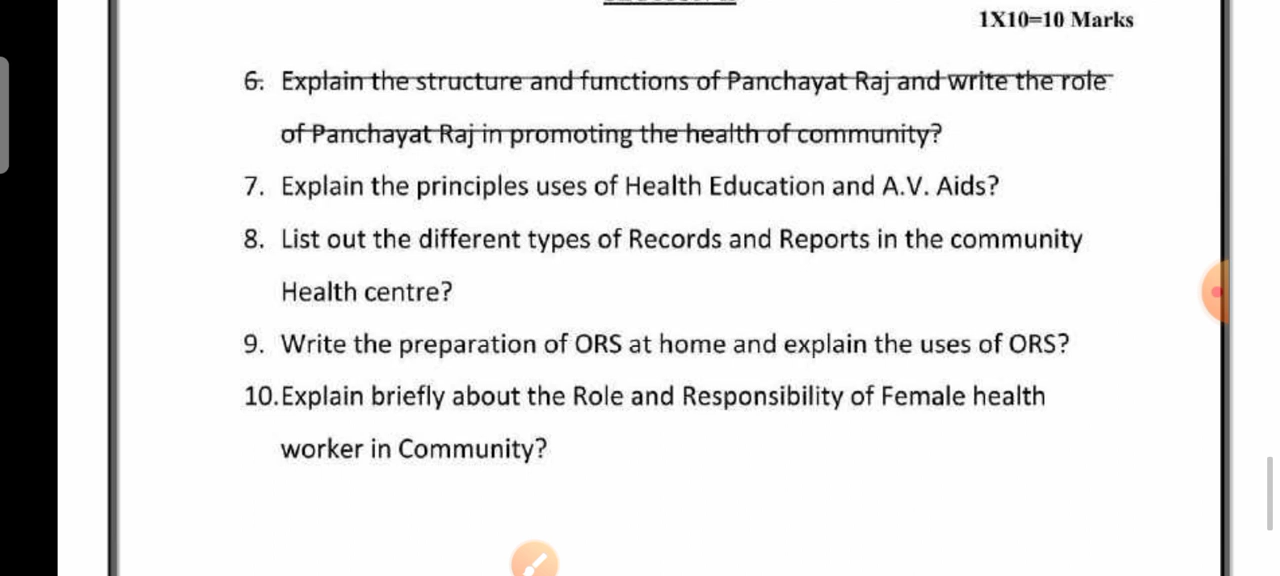 1X10=10 Marks
6. Explain the structure and functions of Panchayat Raj and write the role
of Panchayat Raj in promoting the health of community?
7. Explain the principles uses of Health Education and A.V. Aids?
8. List out the different types of Records and Reports in the community
Health centre?
9. Write the preparation of ORS at home and explain the uses of ORS?
10.Explain briefly about the Role and Responsibility of Female health
worker in Community?